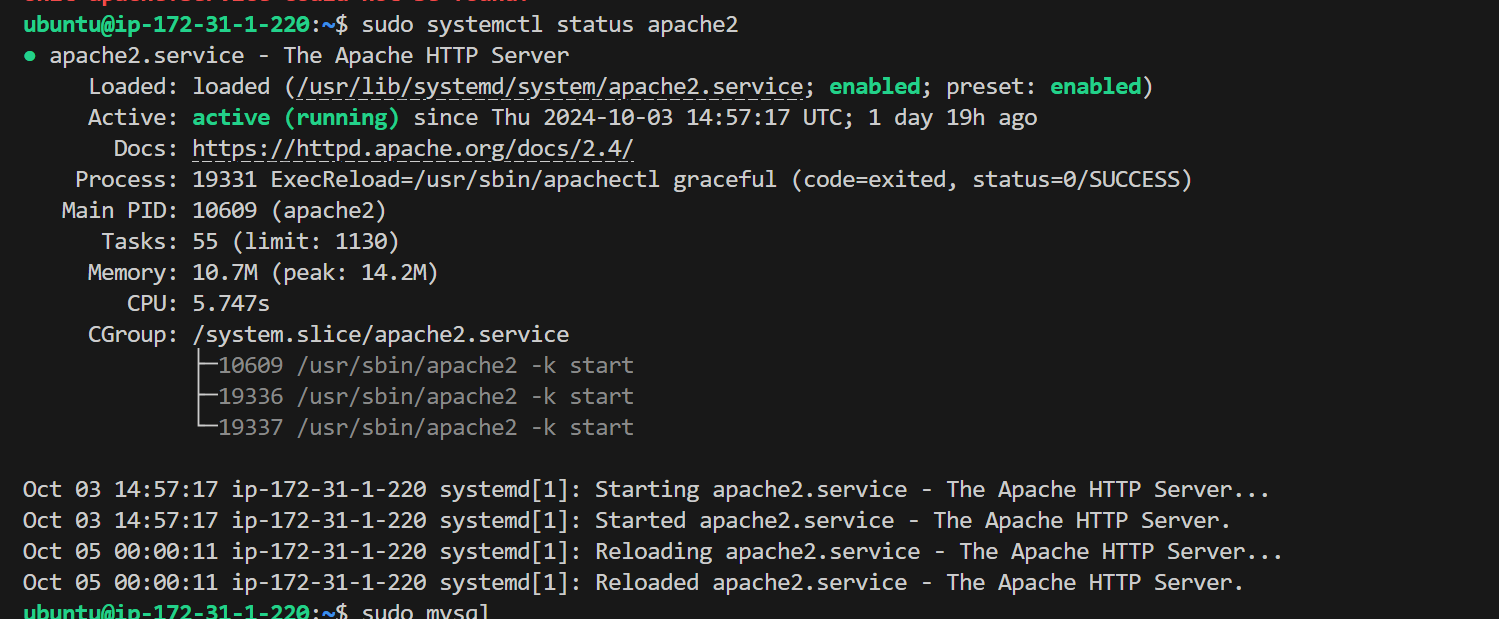 ubuntu@ip-172-31-1-220:~$ sudo systemctl status apache2
● apache2.service - The Apache HTTP Server
Loaded: loaded (/usr/lib/systemd/system/apache2.service; enabled; preset: enabled)
Active: active (running) since Thu 2024-10-03 14:57:17 UTC; 1 day 19h ago
Docs: https://httpd.apache.org/docs/2.4/
Process: 19331 ExecReload=/usr/sbin/apachectl graceful (code=exited, status=0/SUCCESS)
Main PID: 10609 (apache2)
Tasks: 55 (limit: 1130)
Memory: 10.7M (peak: 14.2M)
CPU: 5.747s
CGroup: /system.slice/apache2.service
├─10609 /usr/sbin/apache2 -k start
├─19336 /usr/sbin/apache2 -k start
└─19337 /usr/sbin/apache2 -k start
Oct 03 14:57:17 ip-172-31-1-220 systemd[1]: Starting apache2.service - The Apache HTTP Server...
Oct 03 14:57:17 ip-172-31-1-220 systemd[1]: Started apache2.service - The Apache HTTP Server.
Oct 05 00:00:11 ip-172-31-1-220 systemd[1]: Reloading apache2.service - The Apache HTTP Server...
Oct 05 00:00:11 ip-172-31-1-220 systemd[1]: Reloaded apache2.service - The Apache HTTP Server.
ubuntu@ip-172-31-1-220:~$ sudo mysql